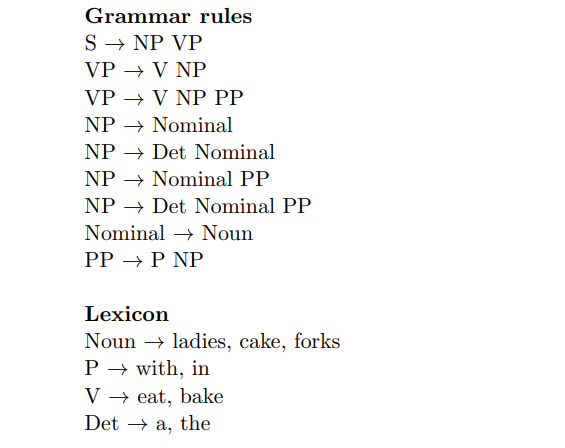 Grammar rules
S → NP VP
VP → V NP
VP → V NP PP
NP → Nominal
NP → Det Nominal
NP → Nominal PP
NP → Det Nominal PP
Nominal → Noun
PP → P NP
Lexicon
Noun → ladies, cake, forks
P → with, in
V → eat, bake
Det → a, the